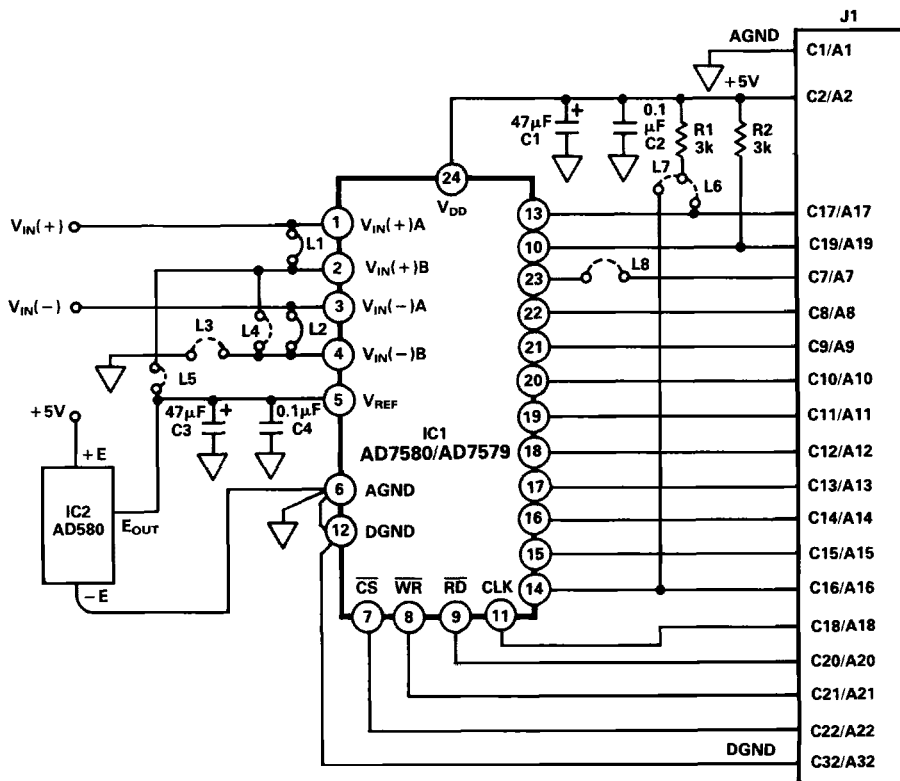 J1
AGND
C1/A1
+5V
C2/A2
47μF
C1
+
0.1
μF
C2
R1
3k
R2
3k
L7
L6
24
VDD
VIN(+)
1
VIN(+)A
13
C17/A17
L1
10
C19/A19
2
VIN(+)B
23
L8
C7/A7
VIN(−)
3
VIN(−)A
22
C8/A8
L3
L4
L2
21
C9/A9
4
VIN(−)B
20
C10/A10
L5
+5V
47μF
C3
+
0.1μF
C4
5
VREF
19
C11/A11
IC1
AD7580/AD7579
18
C12/A12
+E
17
C13/A13
IC2
AD580
EOUT
6
AGND
16
C14/A14
12
DGND
15
C15/A15
−E
CS
WR
RD
CLK
14
C16/A16
7
8
9
11
C18/A18
C20/A20
C21/A21
C22/A22
DGND
C32/A32